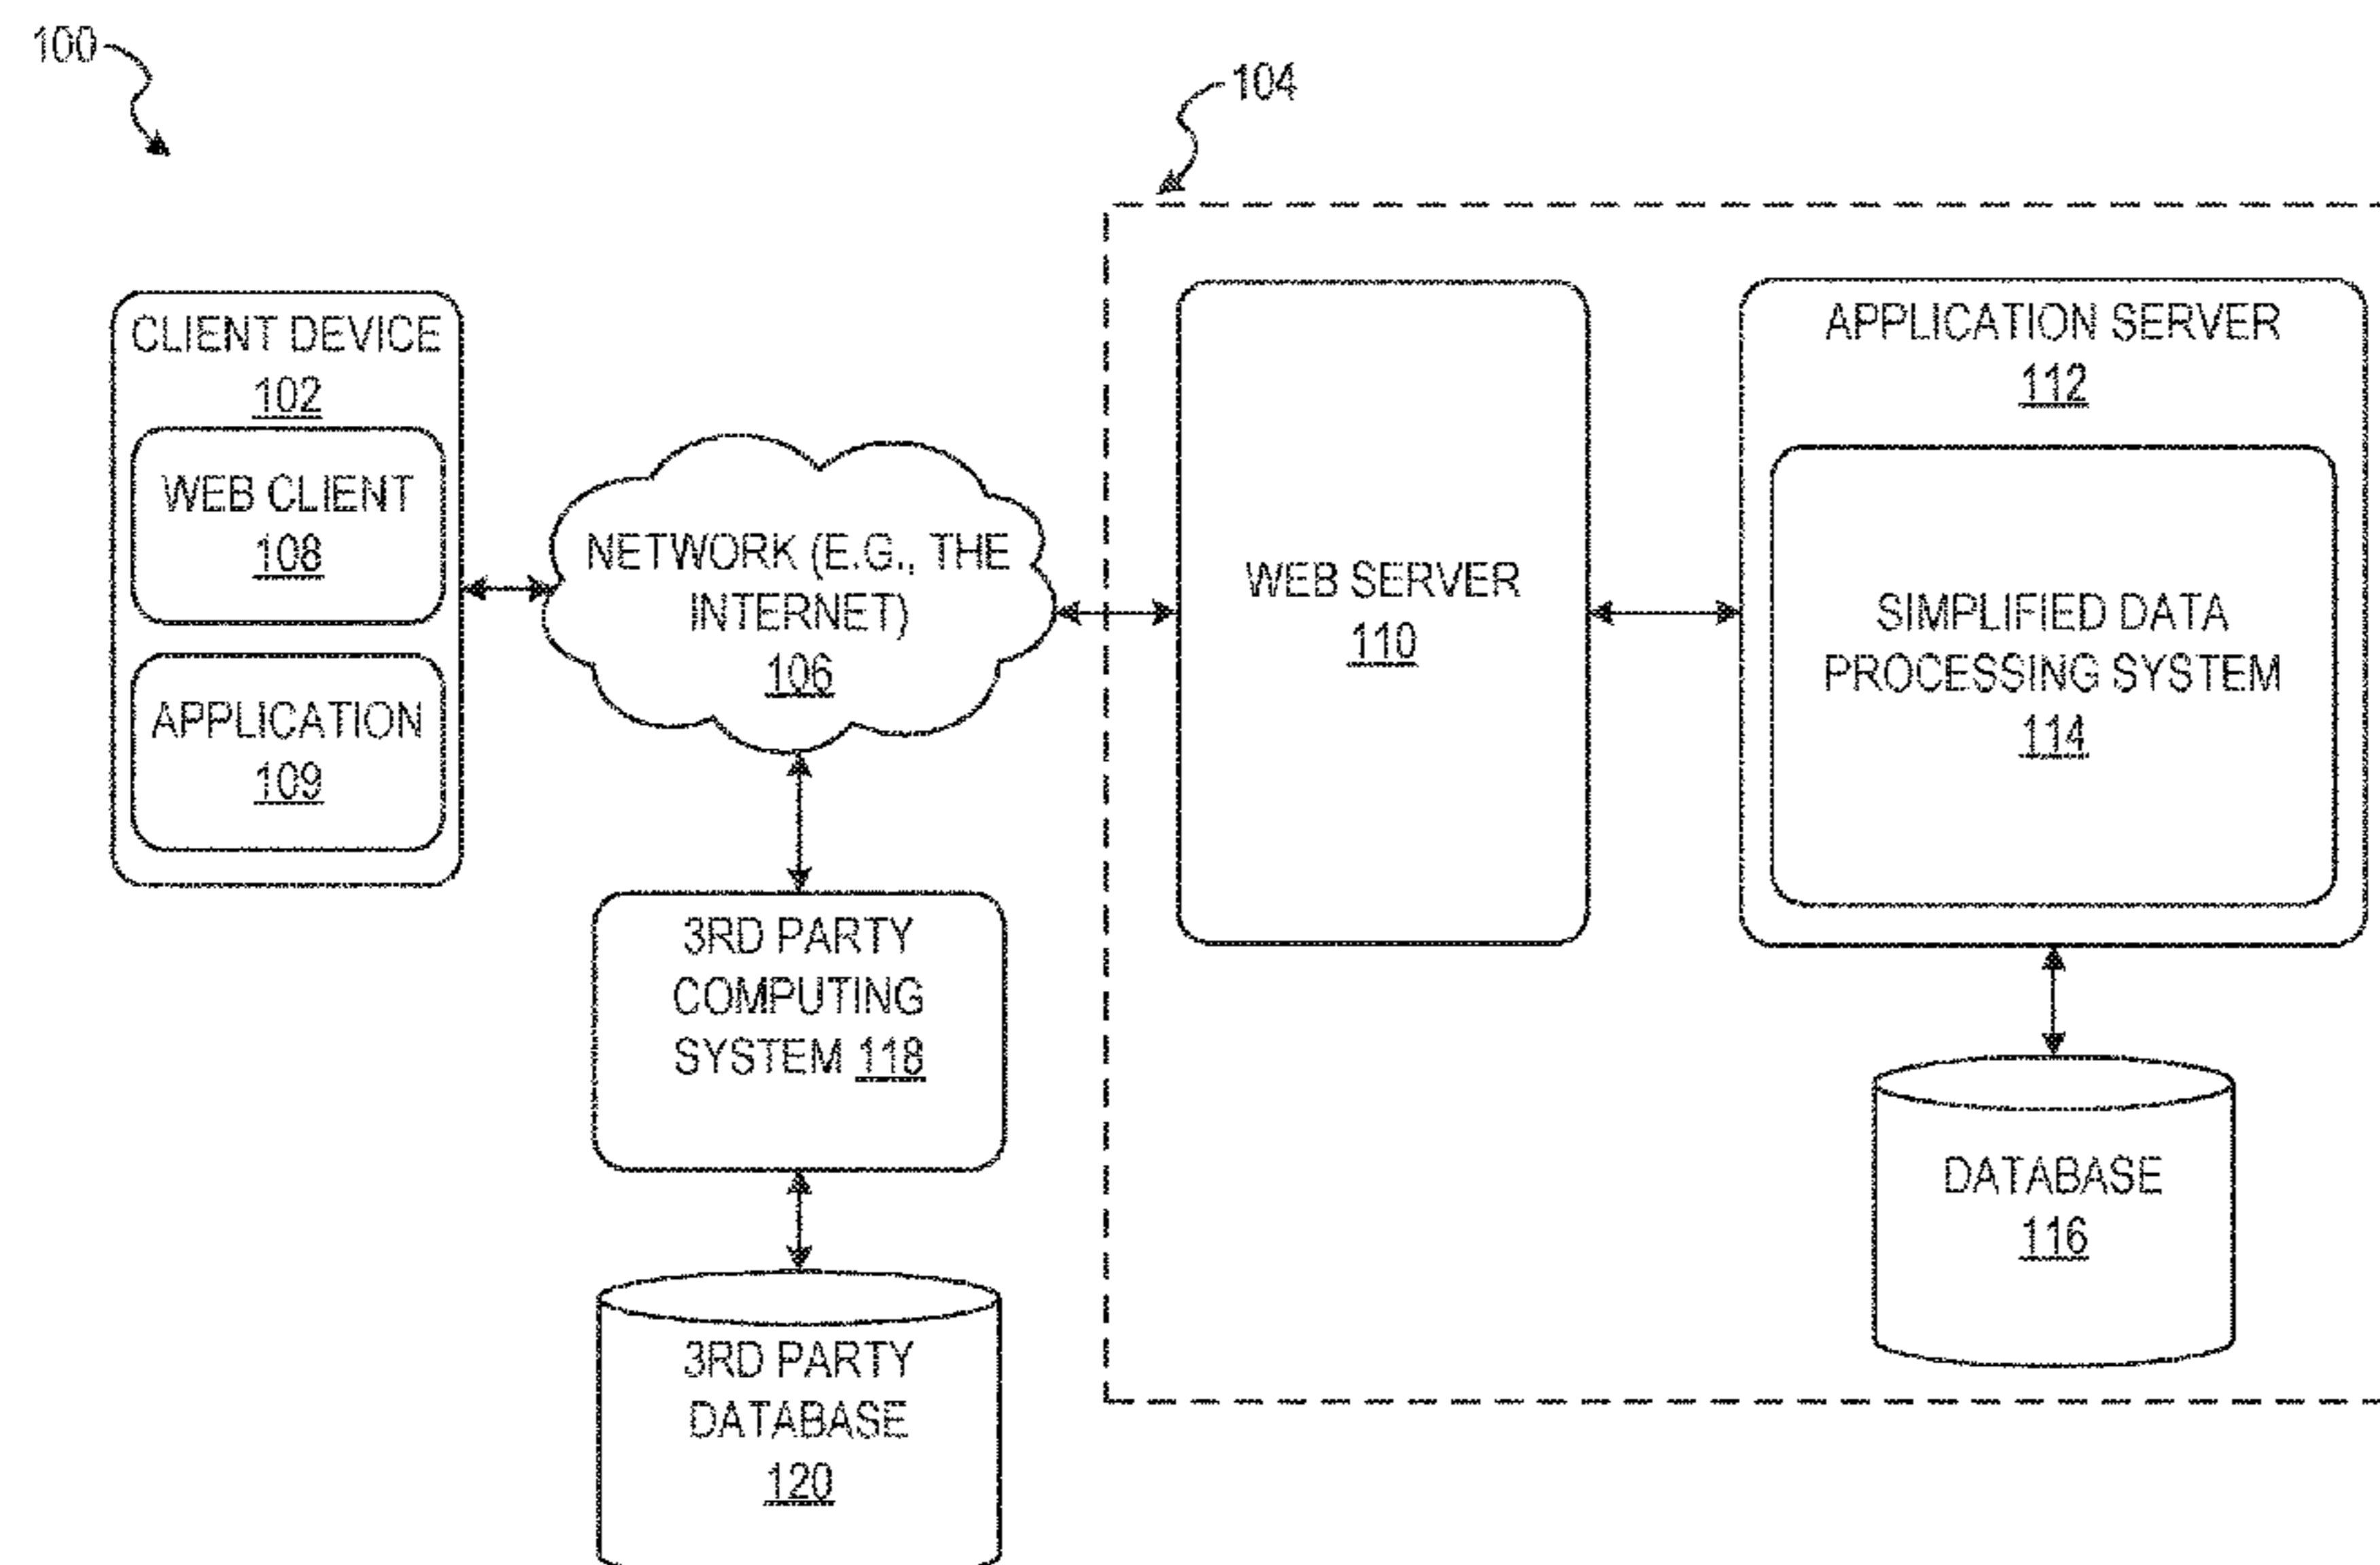 100
104
CLIENT DEVICE
102
WEB CLIENT
108
APPLICATION
109
NETWORK (E.G., THE
INTERNET)
106
3RD PARTY
COMPUTING
SYSTEM 118
3RD PARTY
DATABASE
120
WEB SERVER
110
APPLICATION SERVER
112
SIMPLIFIED DATA
PROCESSING SYSTEM
114
DATABASE
116